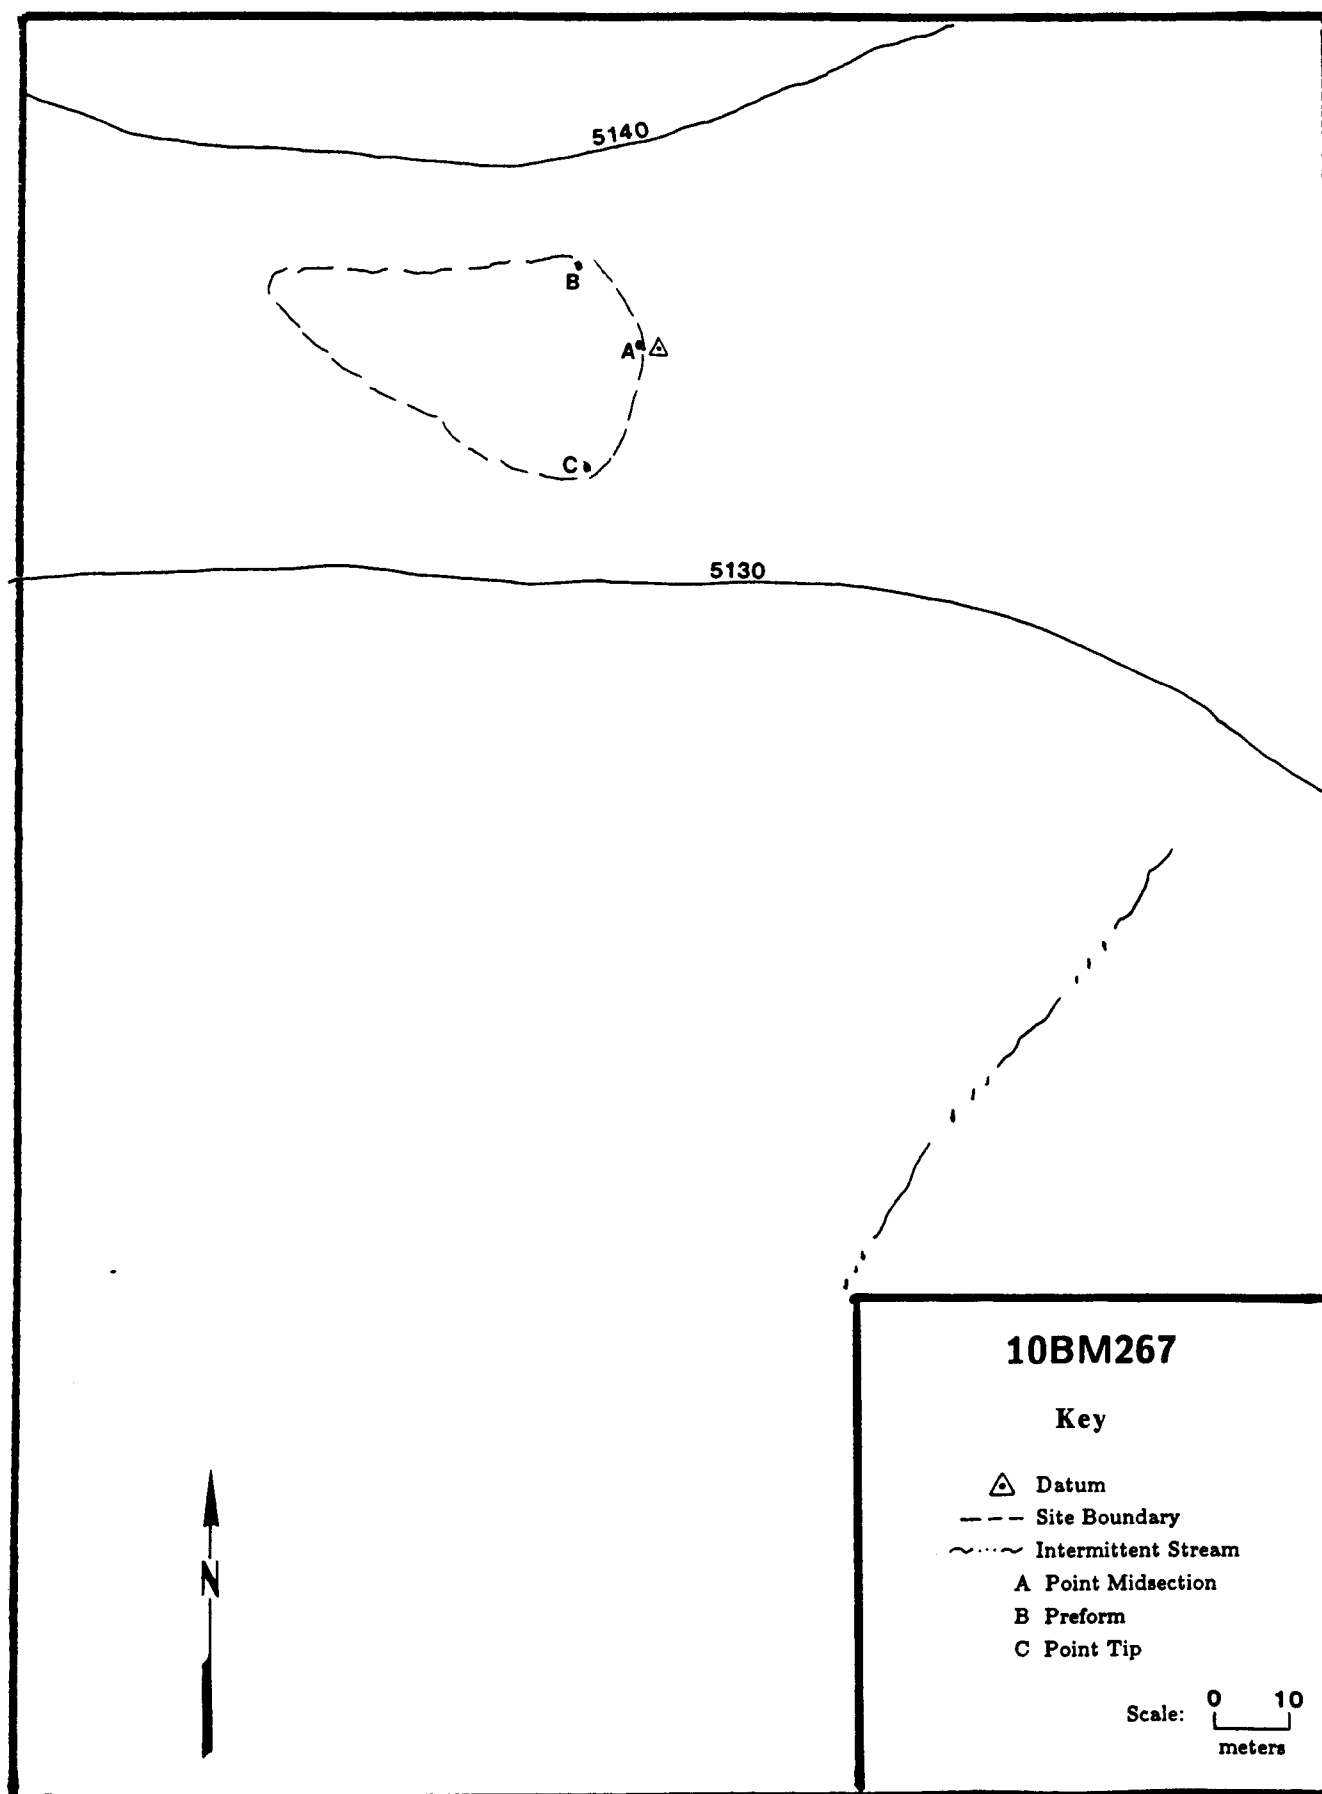 5140
B
A
C
5130
10BM267
Key
Datum
Site Boundary
Intermittent Stream
A Point Midsection
B Preform
C Point Tip
N
Scale: 0 10
meters